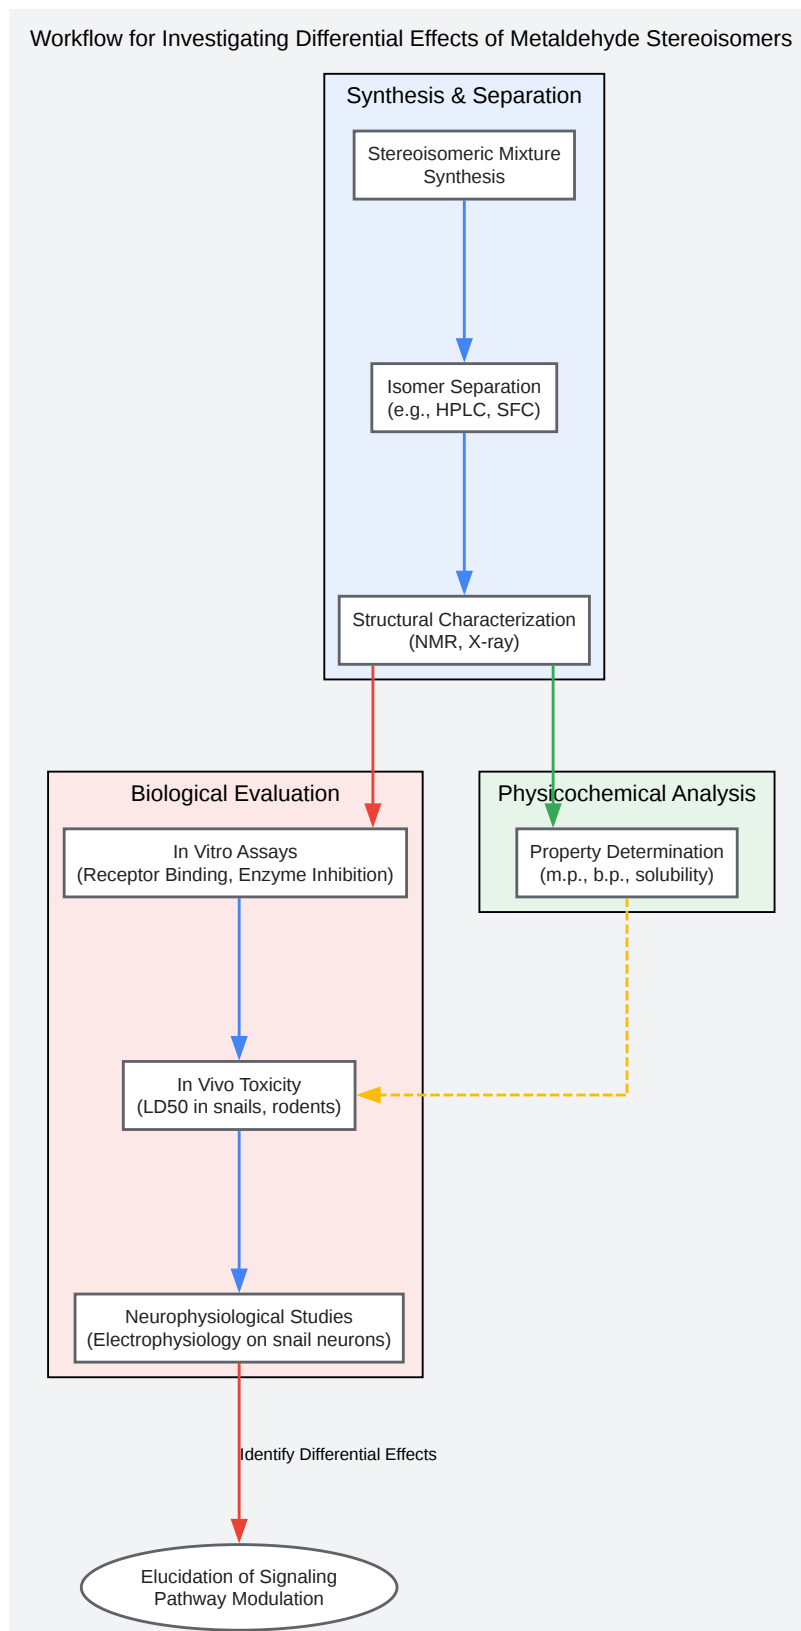 Workflow for Investigating Differential Effects of Metaldehyde Stereoisomers
Synthesis & Separation
Stereoisomeric Mixture
Synthesis
Isomer Separation
(e.g., HPLC, SFC)
Structural Characterization
(NMR, X-ray)
Biological Evaluation
In Vitro Assays
(Receptor Binding, Enzyme Inhibition)
Physicochemical Analysis
Property Determination
(m.p., b.p., solubility)
In Vivo Toxicity
(LD50 in snails, rodents)
Neurophysiological Studies
(Electrophysiology on snail neurons)
Identify Differential Effects
Elucidation of Signaling
Pathway Modulation